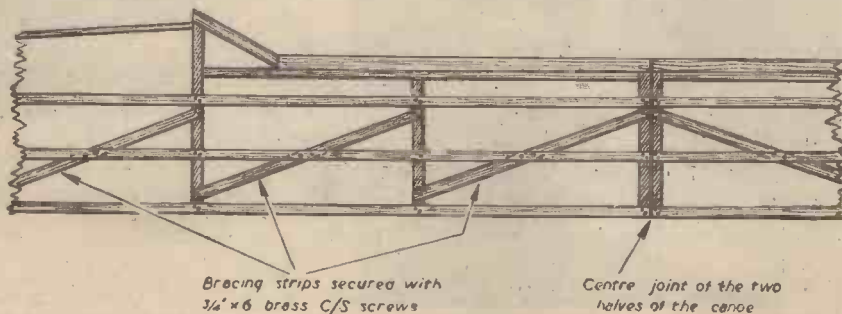 Bracing strips secured with
3/4" x 6 brass C/S screws
Centre joint of the two
halves of the canoe